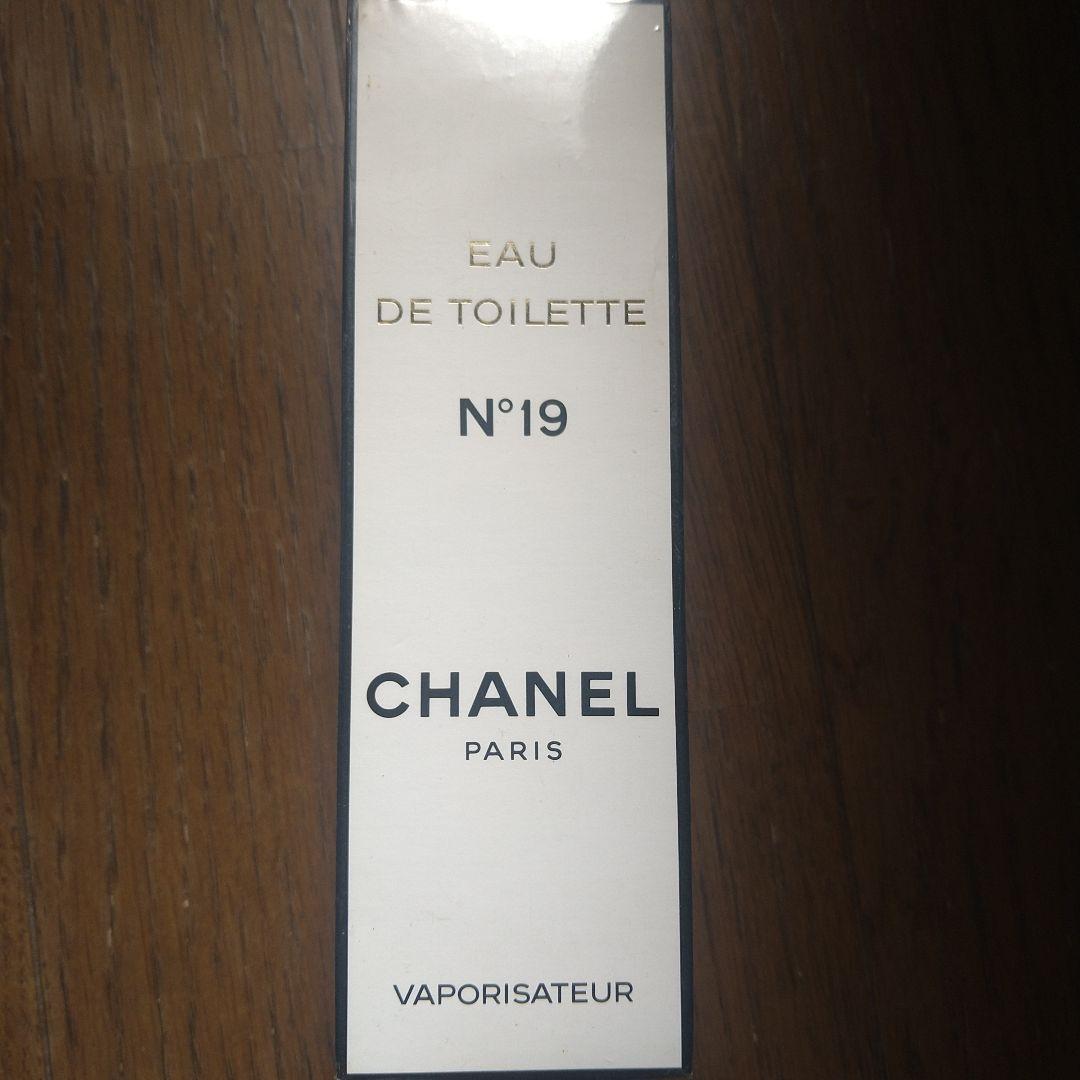 EAU
DE TOILETTE
N°19
CHANEL
PARIS
VAPORISATEUR